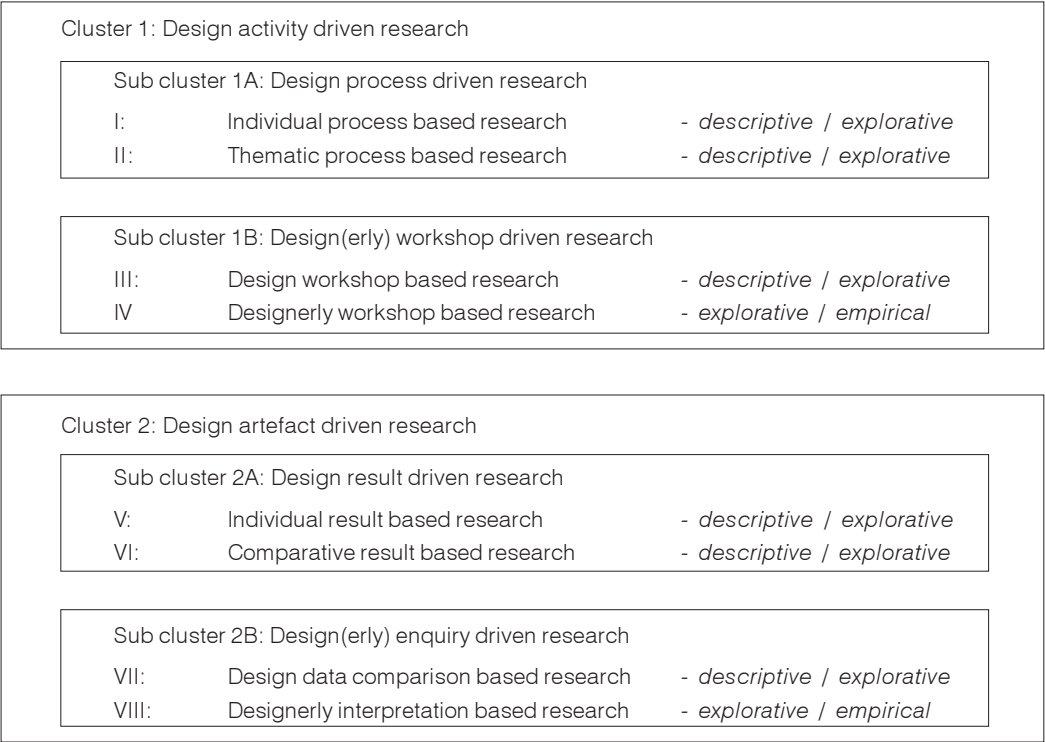 Cluster 1: Design activity driven research
Sub cluster 1A: Design process driven research
I: Individual process based research - descriptive / explorative
II: Thematic process based research - descriptive / explorative
Sub cluster 1B: Design(erly) workshop driven research
III: Design workshop based research - descriptive / explorative
IV Designerly workshop based research - explorative / empirical
Cluster 2: Design artefact driven research
Sub cluster 2A: Design result driven research
V: Individual result based research - descriptive / explorative
VI: Comparative result based research - descriptive / explorative
Sub cluster 2B: Design(erly) enquiry driven research
VII: Design data comparison based research - descriptive / explorative
VIII: Designerly interpretation based research - explorative / empirical